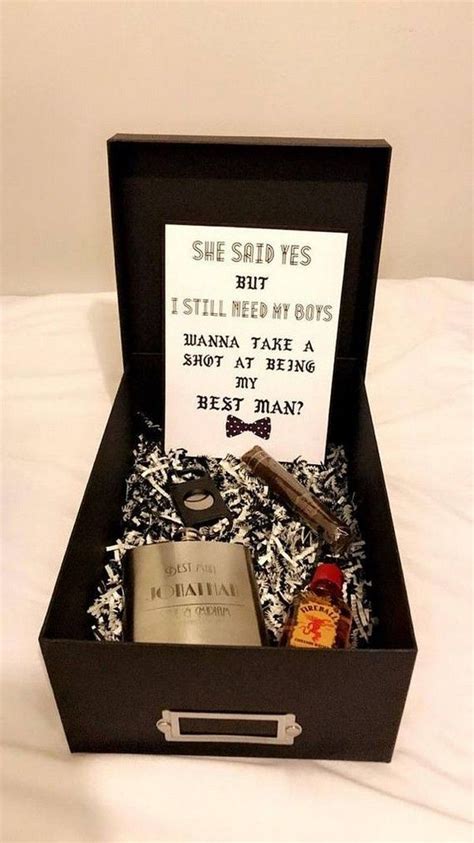 SHE SAID YES
BUT
I STILL NEED MY BOYS
WANNA TAKE A
SHOT AT BEING
MY
BEST MAN?
BEST MAN
JONATHAN
FIREBALL